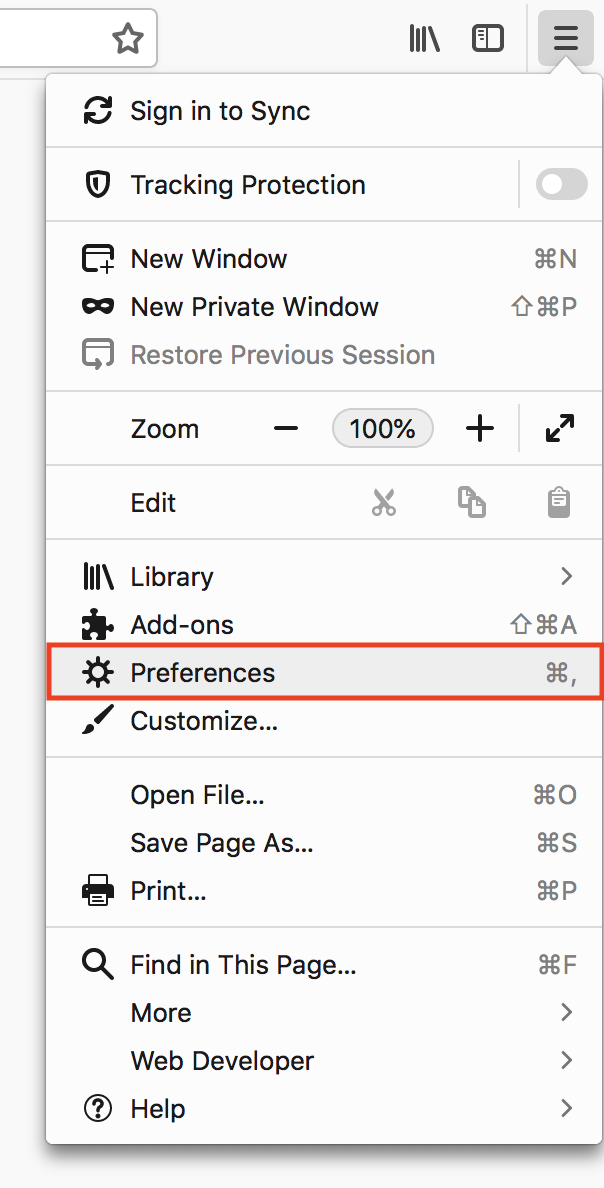 Sign in to Sync
Tracking Protection
New Window ⌘N
New Private Window ⇧⌘P
Restore Previous Session
Zoom − 100% +
Edit
Library
Add-ons ⇧⌘A
Preferences ⌘,
Customize...
Open File... ⌘O
Save Page As... ⌘S
Print... ⌘P
Find in This Page... ⌘F
More
Web Developer
Help